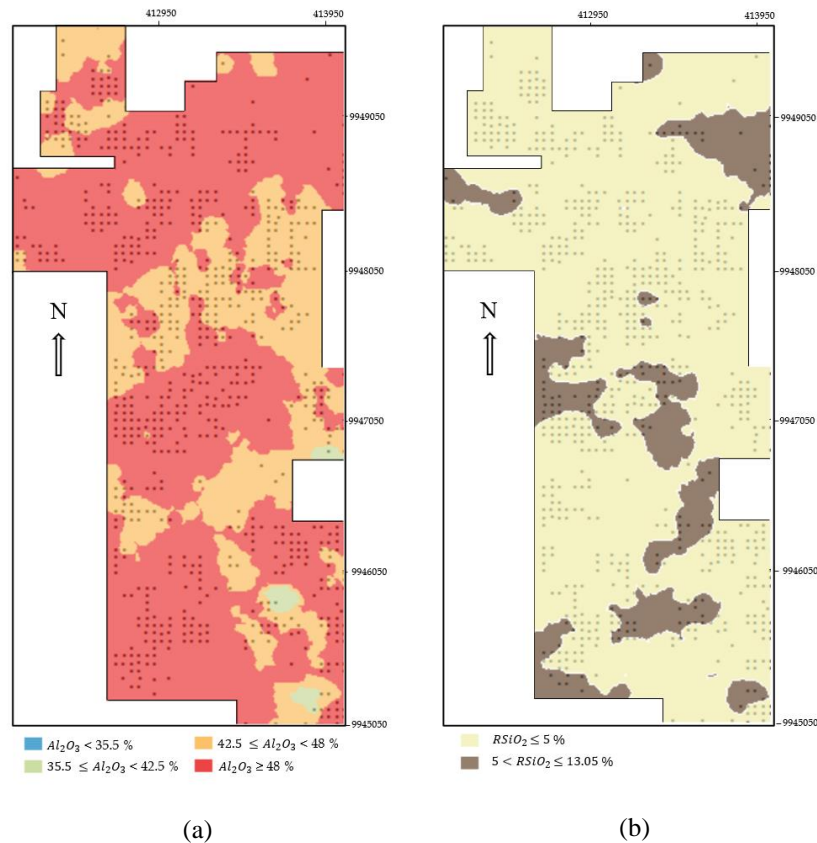 412950 413950
412950 413950
9949050
9949050
9948050
9948050
N
N
9947050
9947050
9946050
9946050
9945050
9945050
Al₂O₃ < 35.5 %
42.5 ≤ Al₂O₃ < 48 %
35.5 ≤ Al₂O₃ < 42.5 %
Al₂O₃ ≥ 48 %
RSiO₂ ≤ 5 %
5 < RSiO₂ ≤ 13.05 %
(a)
(b)